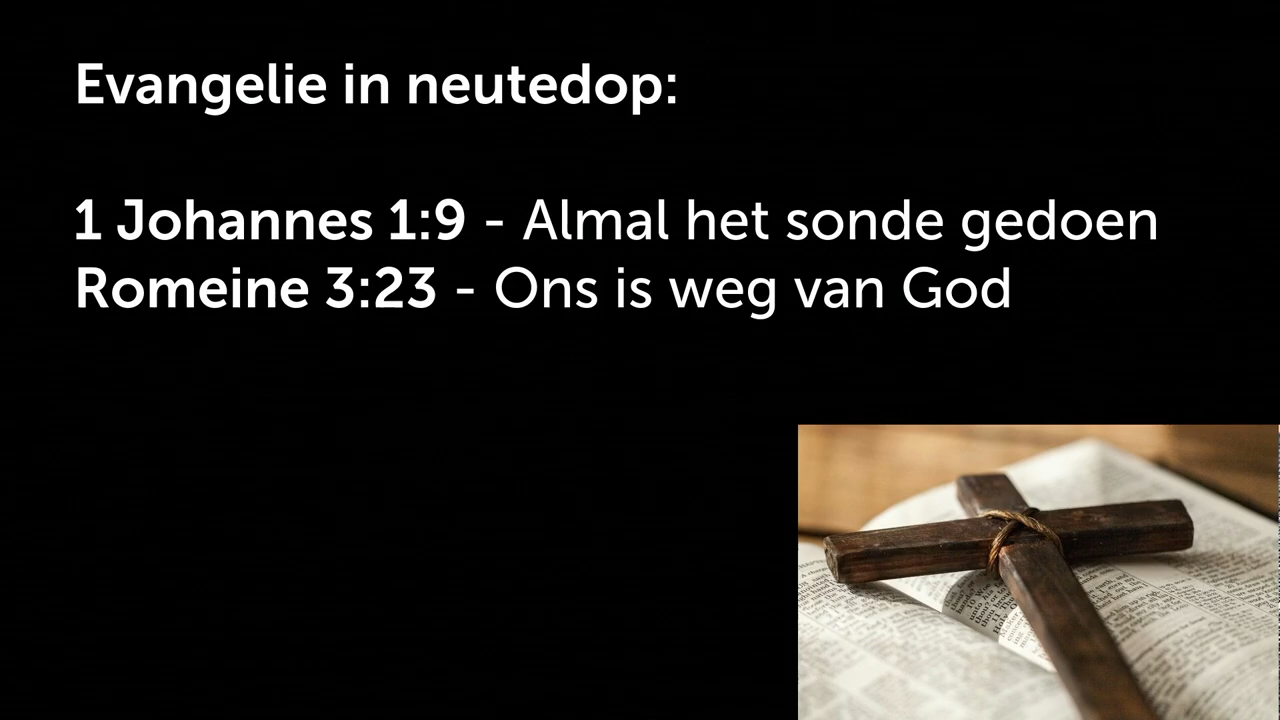 Evangelie in neutedop:
1 Johannes 1:9 - Almal het sonde gedoen
Romeine 3:23 - Ons is weg van God